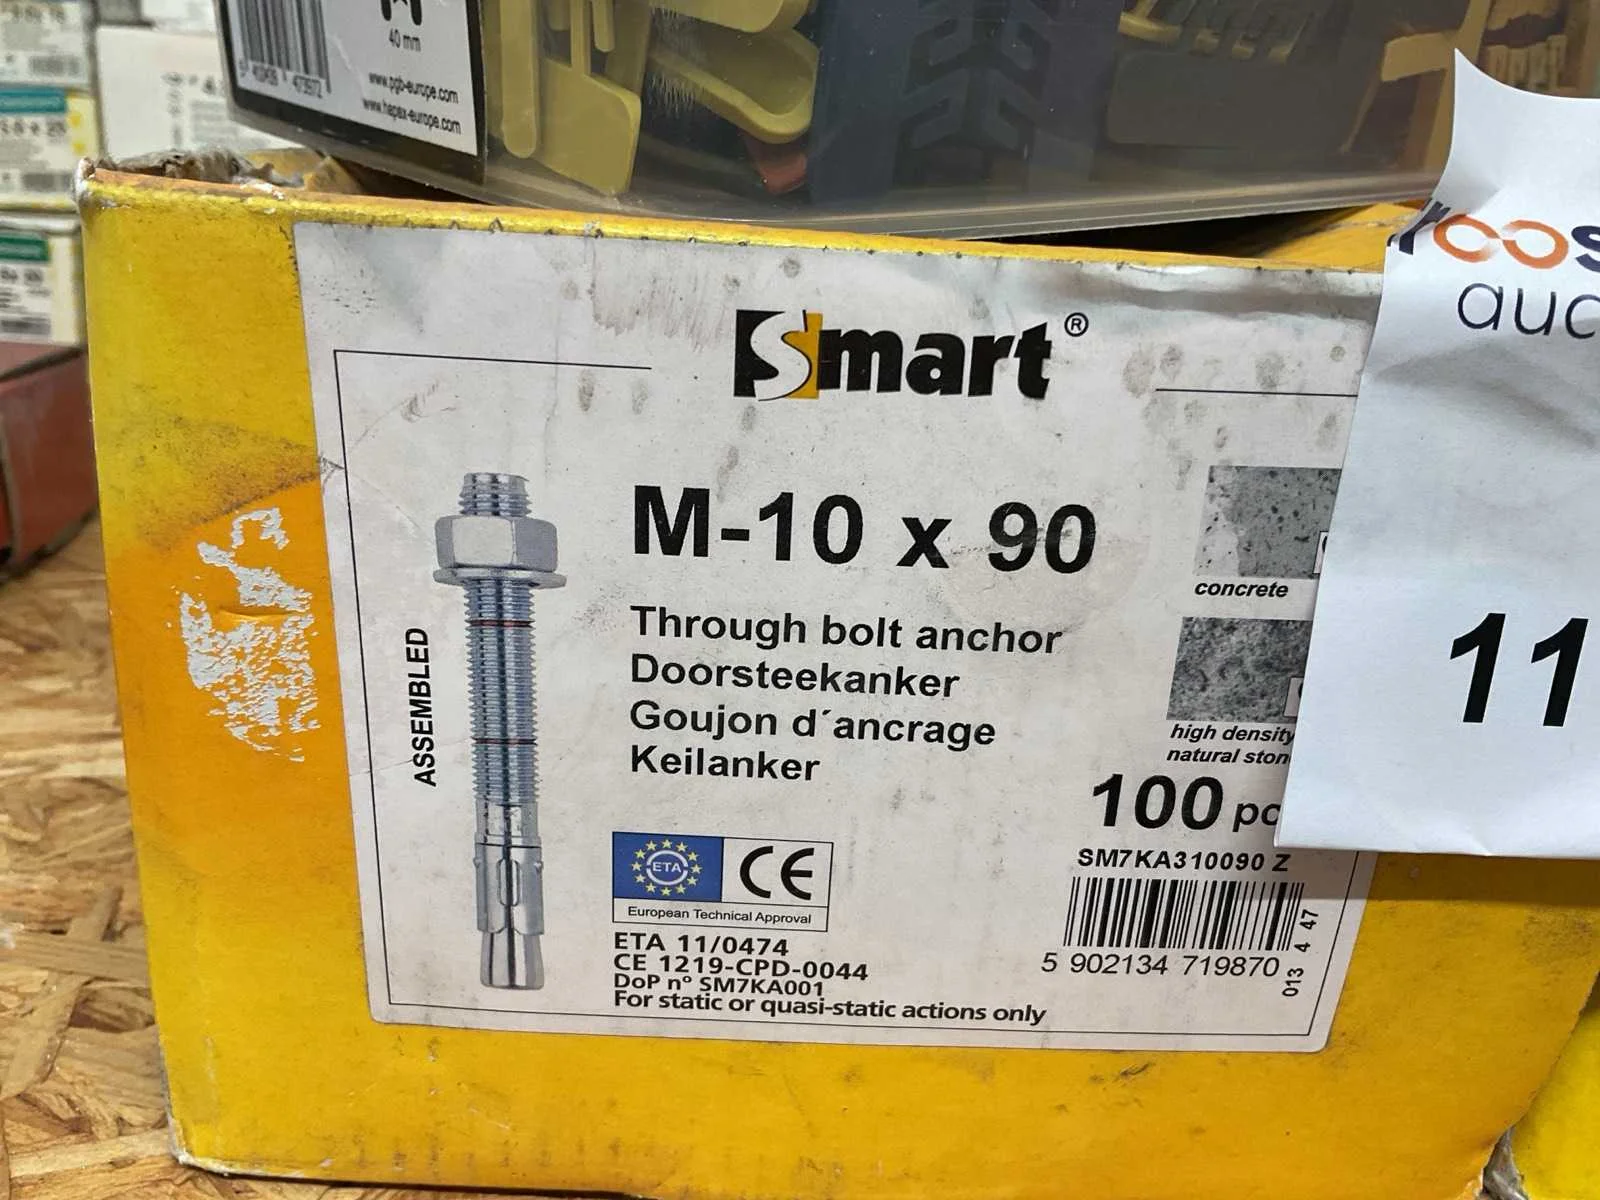 40 mm
www.pgb-europe.com
www.hapax-europe.com
auc
11
Smart®
M-10 x 90
Through bolt anchor
Doorsteekanker
Goujon d´ancrage
Keilanker
ASSEMBLED
concrete
high density
natural ston
100 pc
SM7KA310090 Z
5 902134 719870
013 4 47
ETA
CE
European Technical Approval
ETA 11/0474
CE 1219-CPD-0044
DoP nº SM7KA001
For static or quasi-static actions only